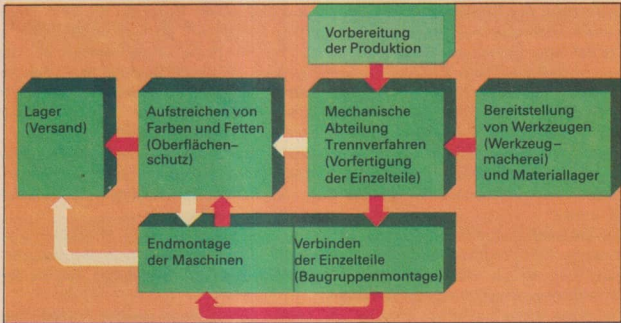 Vorbereitung
der Produktion
Lager
(Versand)
Aufstreichen von
Farben und Fetten
(Oberflächen-
schutz)
Mechanische
Abteilung
Trennverfahren
(Vorfertigung
der Einzelteile)
Bereitstellung
von Werkzeugen
(Werkzeug-
macherei)
und Materiallager
Endmontage
der Maschinen
Verbinden
der Einzelteile
(Baugruppenmontage)